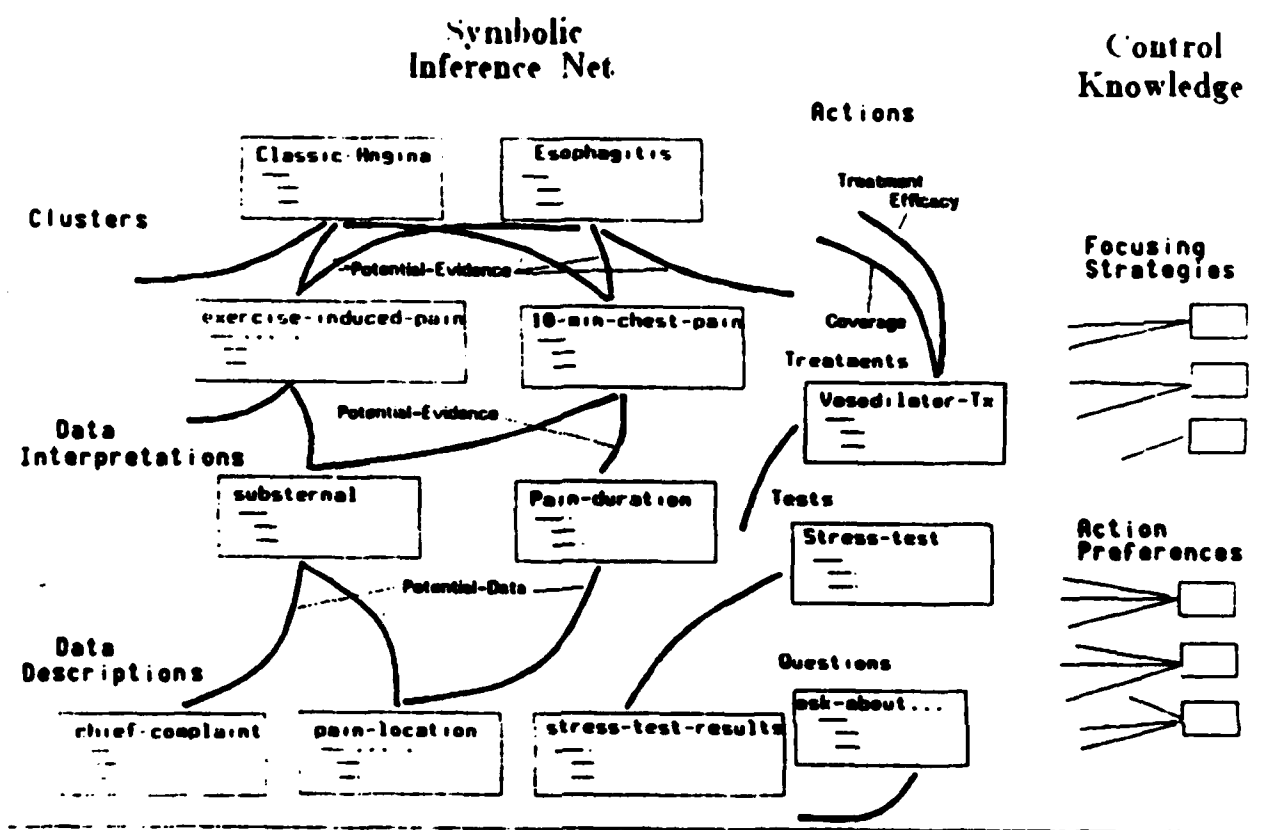 Symbolic
Inference Net
Control
Knowledge
Actions
Classic-Angina
Esophagitis
Treatment
Efficacy
Clusters
Potential-Evidence
Focusing
Strategies
exercise-induced-pain
10-min-chest-pain
Coverage
Treatments
Vasodilator-Tx
Potential-Evidence
Data
Interpretations
substernal
Pain-duration
Tests
Stress-test
Action
Preferences
Potential-Data
Data
Descriptions
Questions
ask-about...
chief-complaint
pain-location
stress-test-results